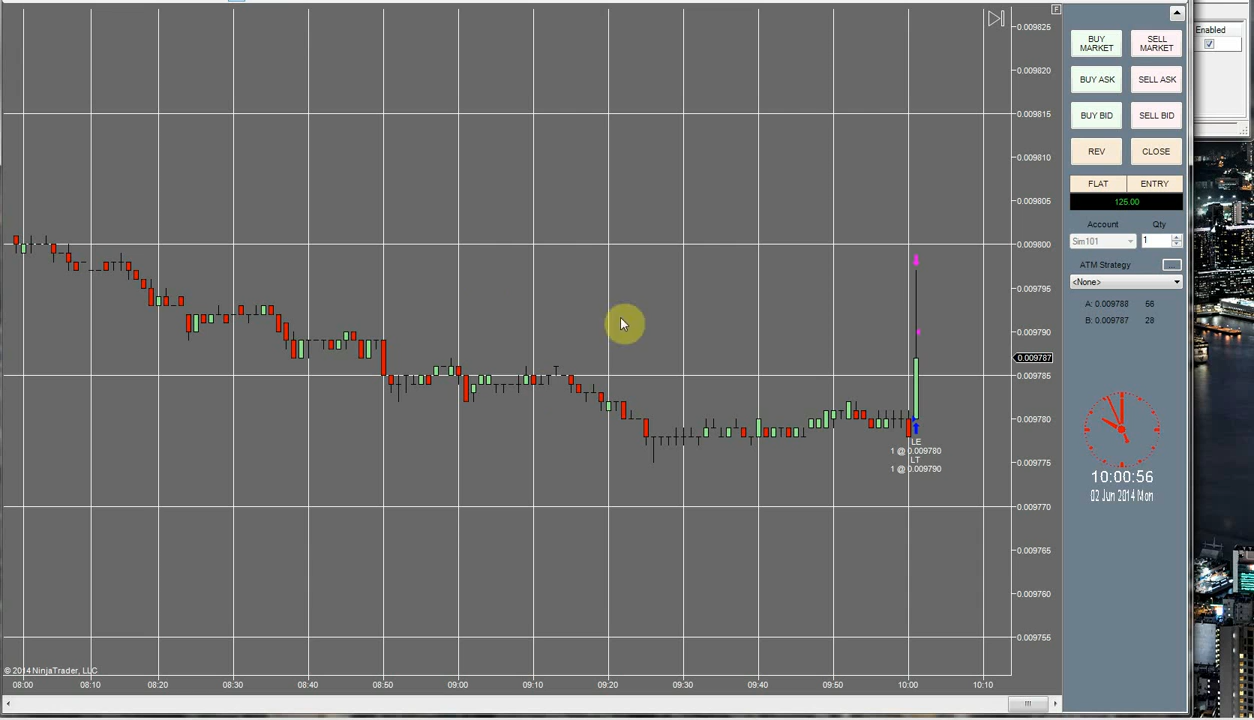 F
Enabled
0.009825
0.009820
0.009815
0.009810
0.009805
0.009800
0.009795
0.009790
0.009787
0.009785
0.009780
0.009775
0.009770
0.009765
0.009760
0.009755
BUY MARKET
SELL MARKET
BUY ASK
SELL ASK
BUY BID
SELL BID
REV
CLOSE
FLAT
ENTRY
125.00
Account
Qty
Sim101
1
ATM Strategy
<None>
A: 0.009788 56
B: 0.009787 28
10:00:56
02 Jun 2014 Mon
LE
1 @ 0.009780
LT
1 @ 0.009790
© 2014 NinjaTrader, LLC
08:00 08:10 08:20 08:30 08:40 08:50 09:00 09:10 09:20 09:30 09:40 09:50 10:00 10:10